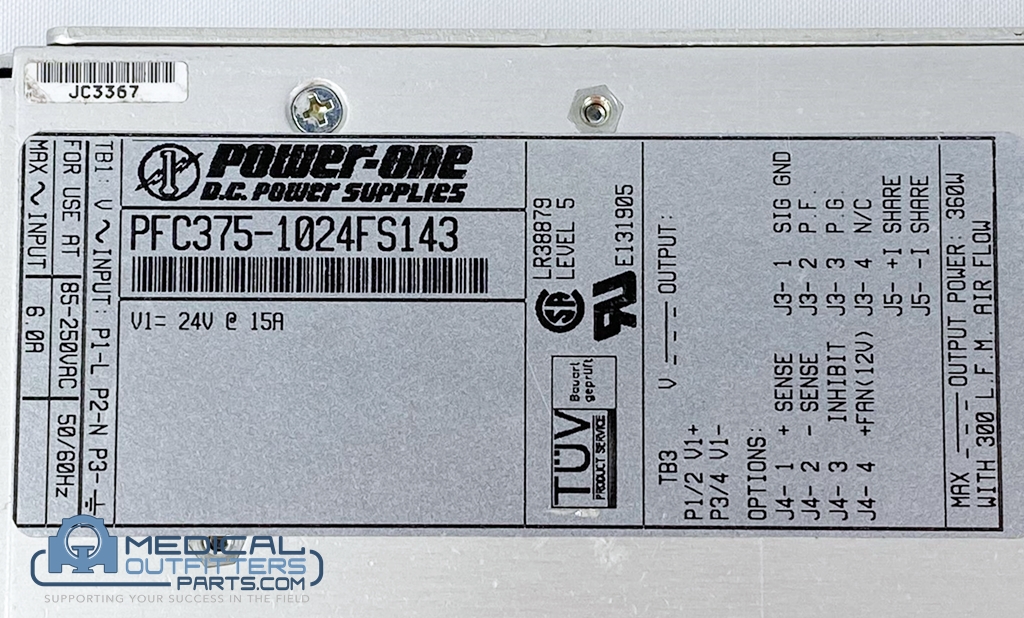 JC3367
POWER-ONE
D.C. POWER SUPPLIES
PFC375-1024FS143
V1= 24V @ 15A
TB1: V ~ INPUT: P1-L P2-N P3-⏚
FOR USE AT 85-250VAC 50/60Hz
MAX ~ INPUT 6.0A
LR38879
LEVEL 5
E131905
TÜV
PRODUCT SERVICE
Bauart
geprüft
V ⎓ OUTPUT:
TB3
P1/2 V1+
P3/4 V1-
OPTIONS:
J4- 1 + SENSE J3- 1 SIG GND
J4- 2 - SENSE J3- 2 P.F.
J4- 3 INHIBIT J3- 3 P.G.
J4- 4 +FAN(12V) J3- 4 N/C
J5- +I SHARE
J5- -I SHARE
MAX ⎓ OUTPUT POWER: 360W
WITH 300 L.F.M. AIR FLOW
MEDICAL
OUTFITTERS
PARTS.COM
SUPPORTING YOUR SUCCESS IN THE FIELD